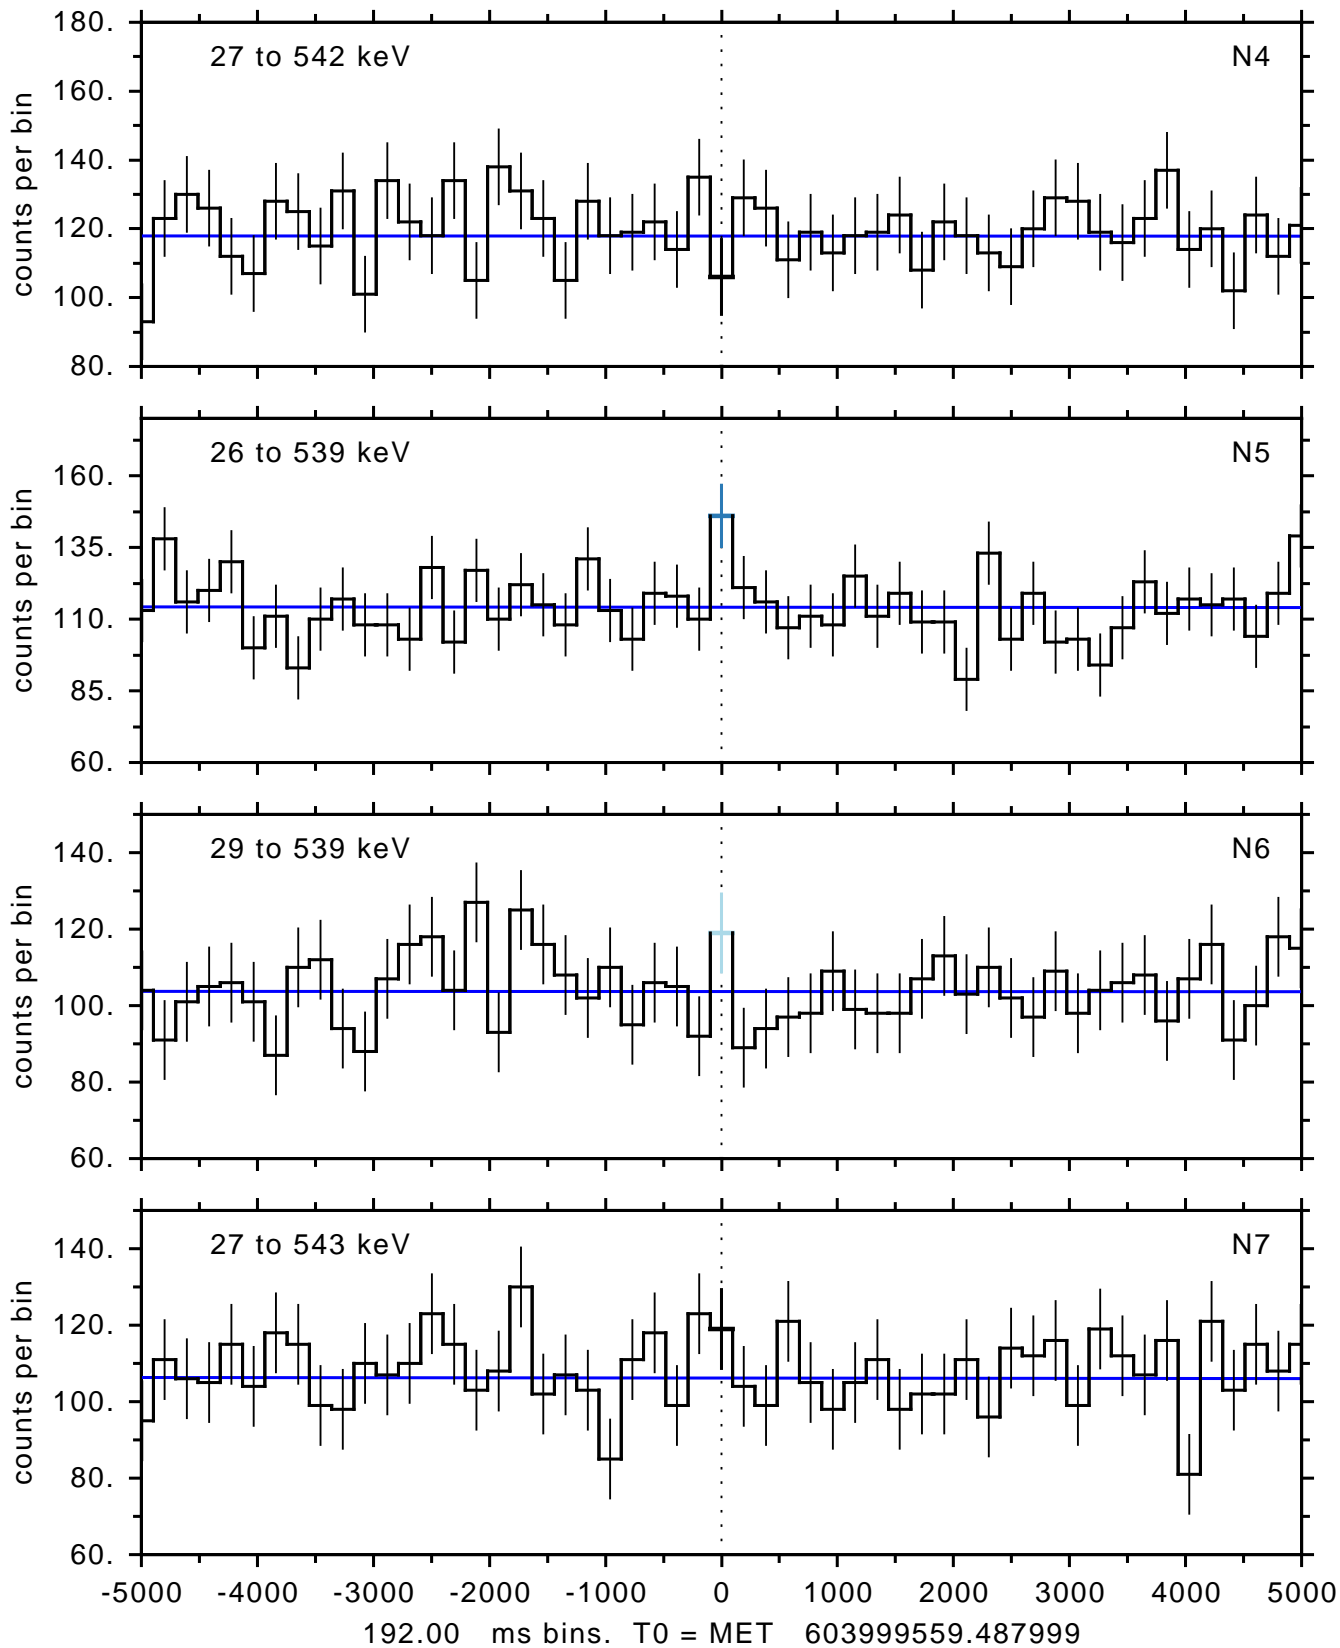 180.
27 to 542 keV N4
160.
140.
120.
100.
80.
counts per bin
26 to 539 keV N5
160.
135.
110.
85.
60.
counts per bin
29 to 539 keV N6
140.
120.
100.
80.
60.
counts per bin
27 to 543 keV N7
140.
120.
100.
80.
60.
counts per bin
-5000 -4000 -3000 -2000 -1000 0 1000 2000 3000 4000 5000
192.00 ms bins. T0 = MET 603999559.487999